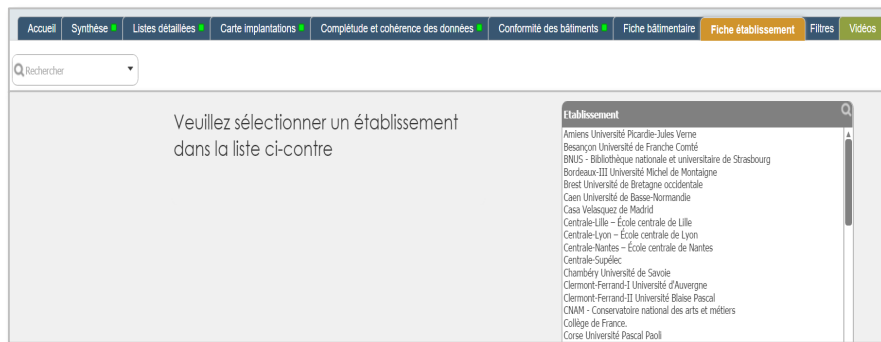 Accueil Synthèse Listes détaillées Carte implantations Complétude et cohérence des données Conformité des bâtiments Fiche bâtimentaire Fiche établissement Filtres Vidéos
Rechercher
Veuillez sélectionner un établissement
dans la liste ci-contre
Etablissement
Amiens Université Picardie-Jules Verne
Besançon Université de Franche Comté
BNUS - Bibliothèque nationale et universitaire de Strasbourg
Bordeaux-III Université Michel de Montaigne
Brest Université de Bretagne occidentale
Caen Université de Basse-Normandie
Casa Velasquez de Madrid
Centrale-Lille – École centrale de Lille
Centrale-Lyon – École centrale de Lyon
Centrale-Nantes – École centrale de Nantes
Centrale-Supélec
Chambéry Université de Savoie
Clermont-Ferrand-I Université d'Auvergne
Clermont-Ferrand-II Université Blaise Pascal
CNAM - Conservatoire national des arts et métiers
Collège de France.
Corse Université Pascal Paoli